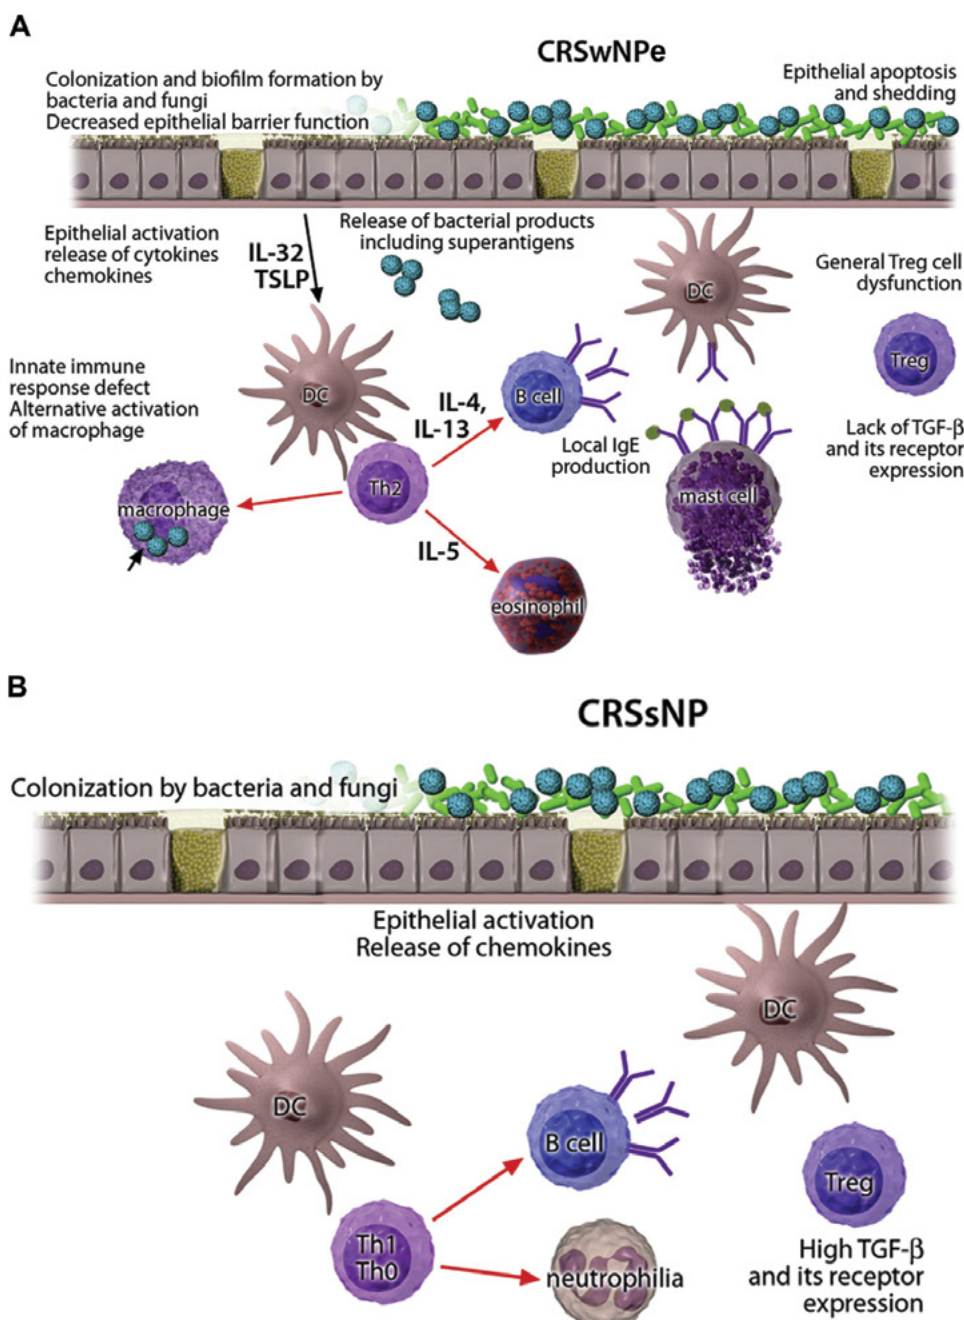 A
CRSwNPe
Colonization and biofilm formation by
bacteria and fungi
Decreased epithelial barrier function
Epithelial apoptosis
and shedding
Epithelial activation
release of cytokines
chemokines
IL-32
TSLP
Release of bacterial products
including superantigens
DC
General Treg cell
dysfunction
Treg
Innate immune
response defect
Alternative activation
of macrophage
DC
IL-4,
IL-13
B cell
Local IgE
production
Lack of TGF-β
and its receptor
expression
macrophage
Th2
mast cell
IL-5
eosinophil
B
CRSsNP
Colonization by bacteria and fungi
Epithelial activation
Release of chemokines
DC
DC
B cell
Treg
Th1
Th0
neutrophilia
High TGF-β
and its receptor
expression